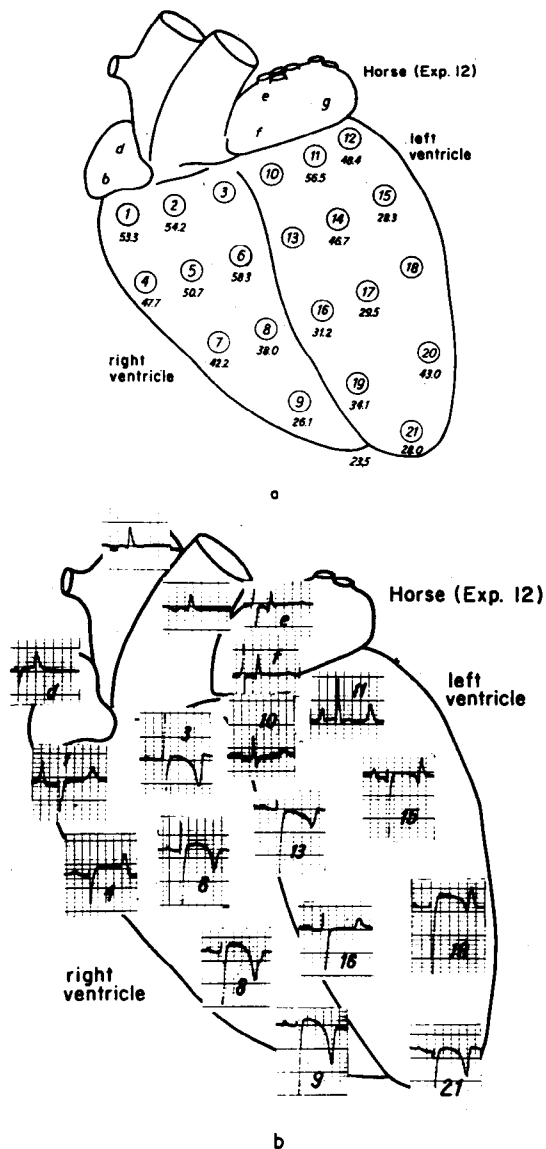 Horse (Exp. 12)
e
g
f
left
ventricle
d
b
12
48.4
11
56.5
10
3
2
54.2
1
53.3
15
28.3
14
46.7
13
6
58.3
5
50.7
4
47.7
18
17
29.5
16
31.2
8
38.0
7
42.2
20
43.0
right
ventricle
19
34.1
9
26.1
21
28.0
23.5
a
Horse (Exp. 12)
e
f
d
left
ventricle
11
10
3
1
15
13
6
4
18
16
8
right
ventricle
9
21
b